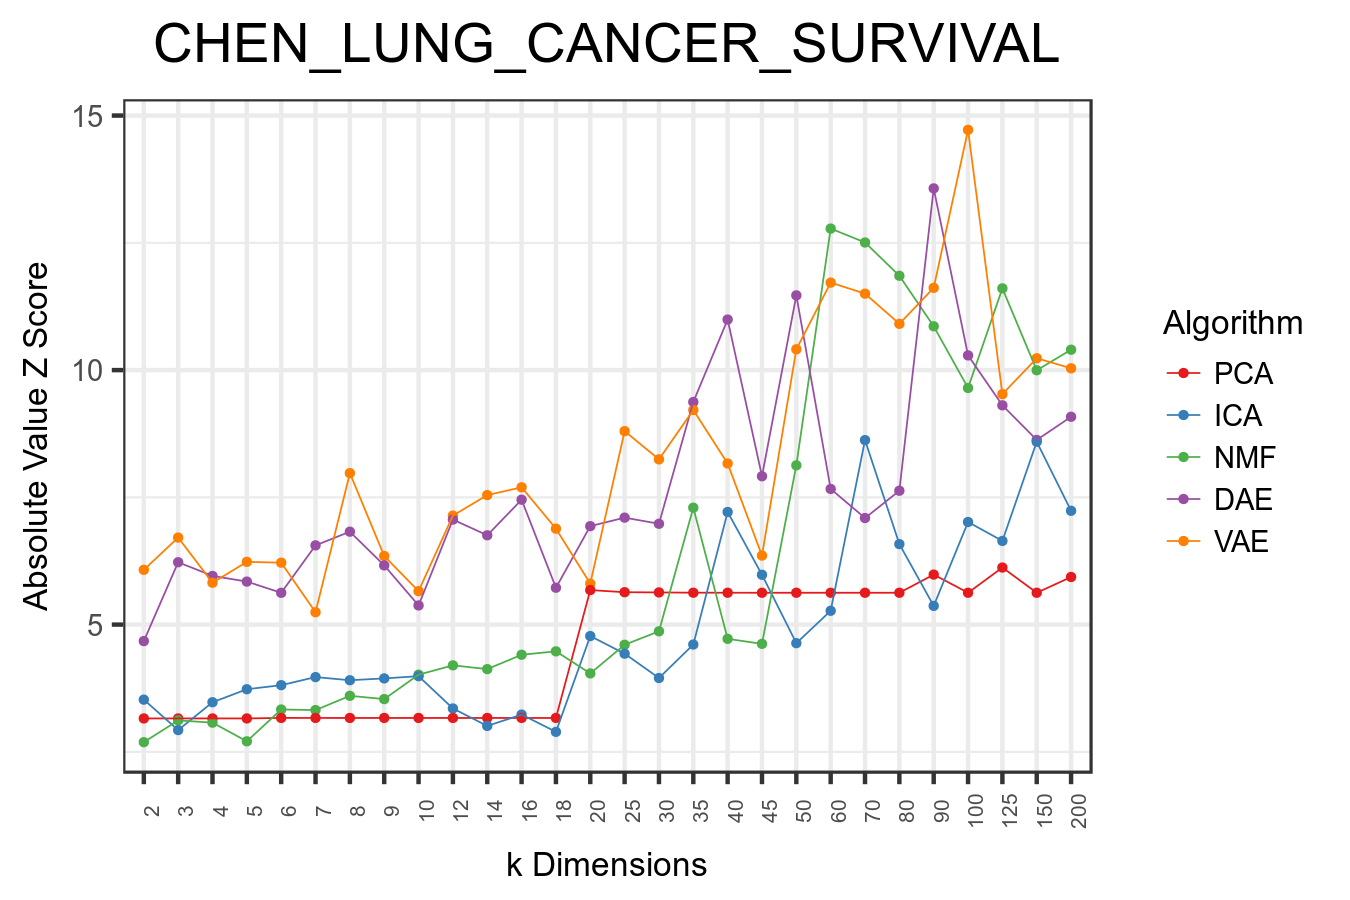 CHEN_LUNG_CANCER_SURVIVAL
15
10
5
Absolute Value Z Score
2 3 4 5 6 7 8 9 10 12 14 16 18 20 25 30 35 40 45 50 60 70 80 90 100 125 150 200
k Dimensions
Algorithm
PCA
ICA
NMF
DAE
VAE